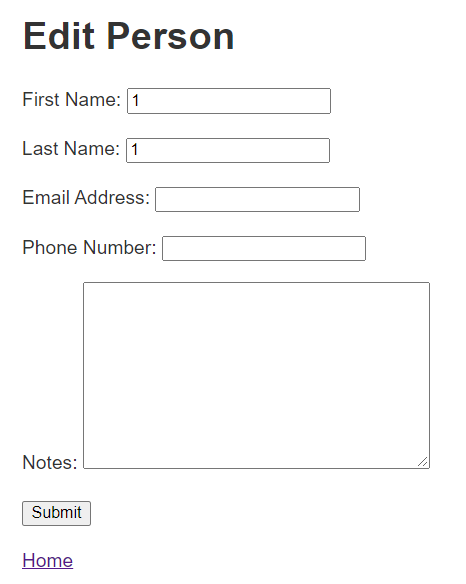 Edit Person
First Name: 1
Last Name: 1
Email Address:
Phone Number:
Notes:
Submit
Home